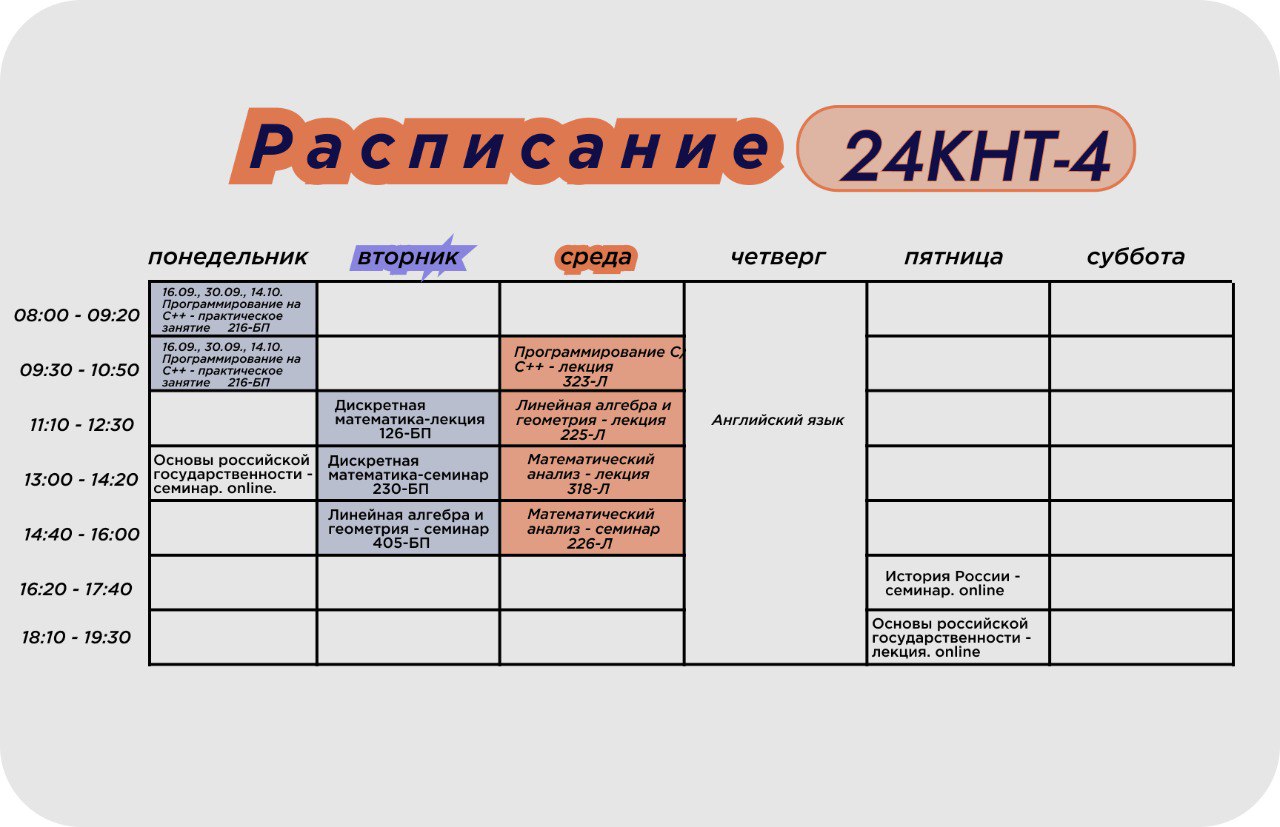 Расписание 24КНТ-4
понедельник вторник среда четверг пятница суббота
08:00 - 09:20
16.09., 30.09., 14.10.
Программирование на
С++ - практическое
занятие 216-БП
09:30 - 10:50
16.09., 30.09., 14.10.
Программирование на
С++ - практическое
занятие 216-БП
Программирование С/
С++ - лекция
323-Л
11:10 - 12:30
Дискретная
математика-лекция
126-БП
Линейная алгебра и
геометрия - лекция
225-Л
Английский язык
13:00 - 14:20
Основы российской
государственности -
семинар. online.
Дискретная
математика-семинар
230-БП
Математический
анализ - лекция
318-Л
14:40 - 16:00
Линейная алгебра и
геометрия - семинар
405-БП
Математический
анализ - семинар
226-Л
16:20 - 17:40
История России -
семинар. online
18:10 - 19:30
Основы российской
государственности -
лекция. online